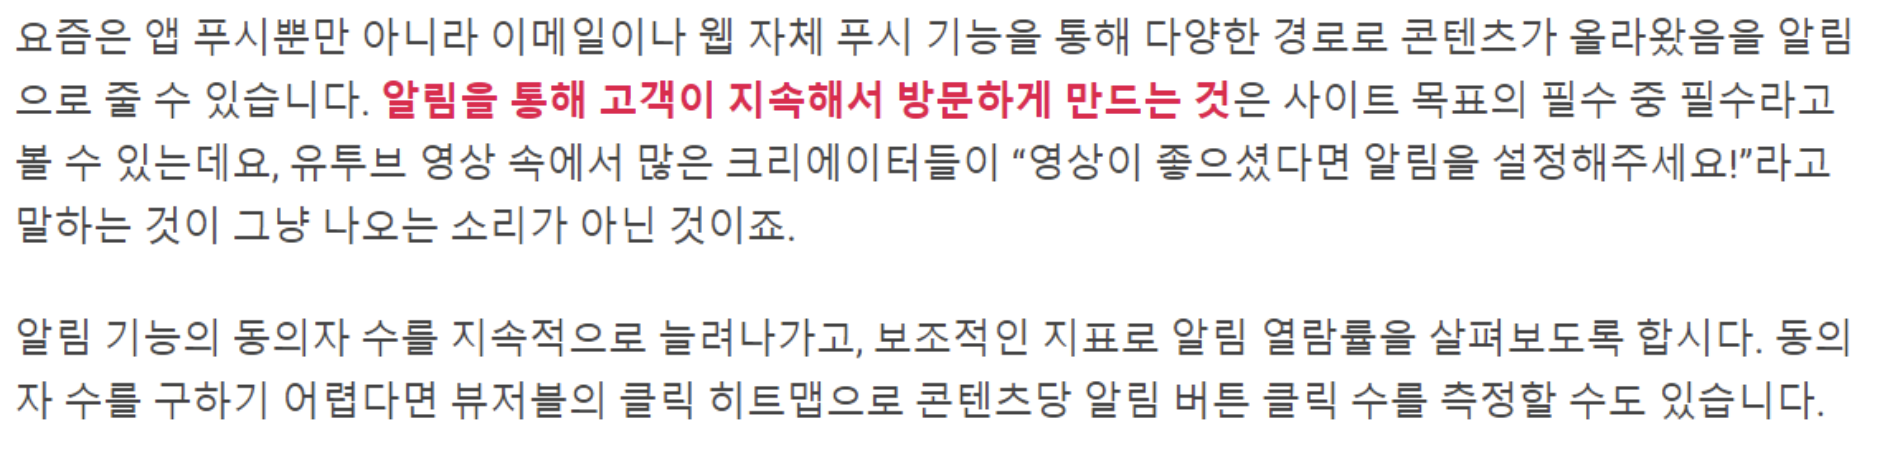 요즘은 앱 푸시뿐만 아니라 이메일이나 웹 자체 푸시 기능을 통해 다양한 경로로 콘텐츠가 올라왔음을 알림
으로 줄 수 있습니다. 알림을 통해 고객이 지속해서 방문하게 만드는 것은 사이트 목표의 필수 중 필수라고
볼 수 있는데요, 유투브 영상 속에서 많은 크리에이터들이 “영상이 좋으셨다면 알림을 설정해주세요!”라고
말하는 것이 그냥 나오는 소리가 아닌 것이죠.
알림 기능의 동의자 수를 지속적으로 늘려나가고, 보조적인 지표로 알림 열람률을 살펴보도록 합시다. 동의
자 수를 구하기 어렵다면 뷰저블의 클릭 히트맵으로 콘텐츠당 알림 버튼 클릭 수를 측정할 수도 있습니다.